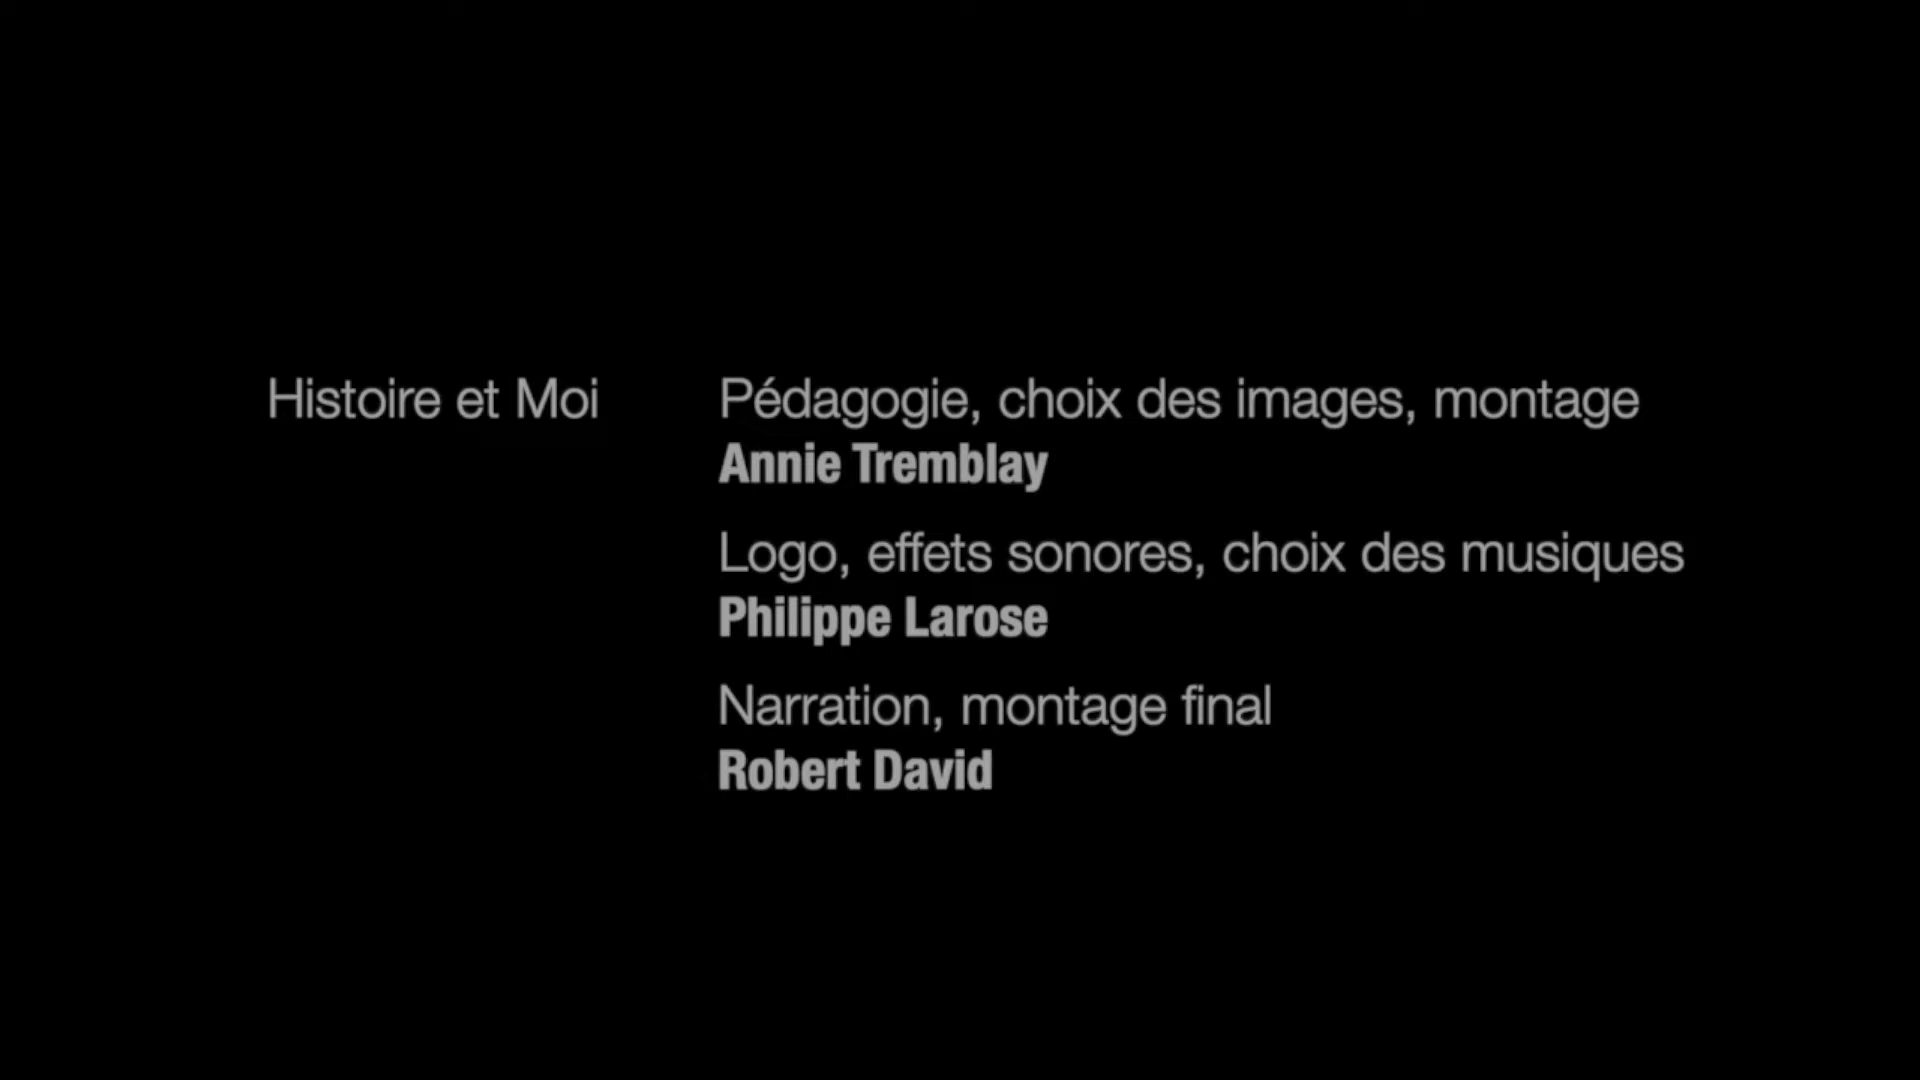 Histoire et Moi
Pédagogie, choix des images, montage
Annie Tremblay
Logo, effets sonores, choix des musiques
Philippe Larose
Narration, montage final
Robert David